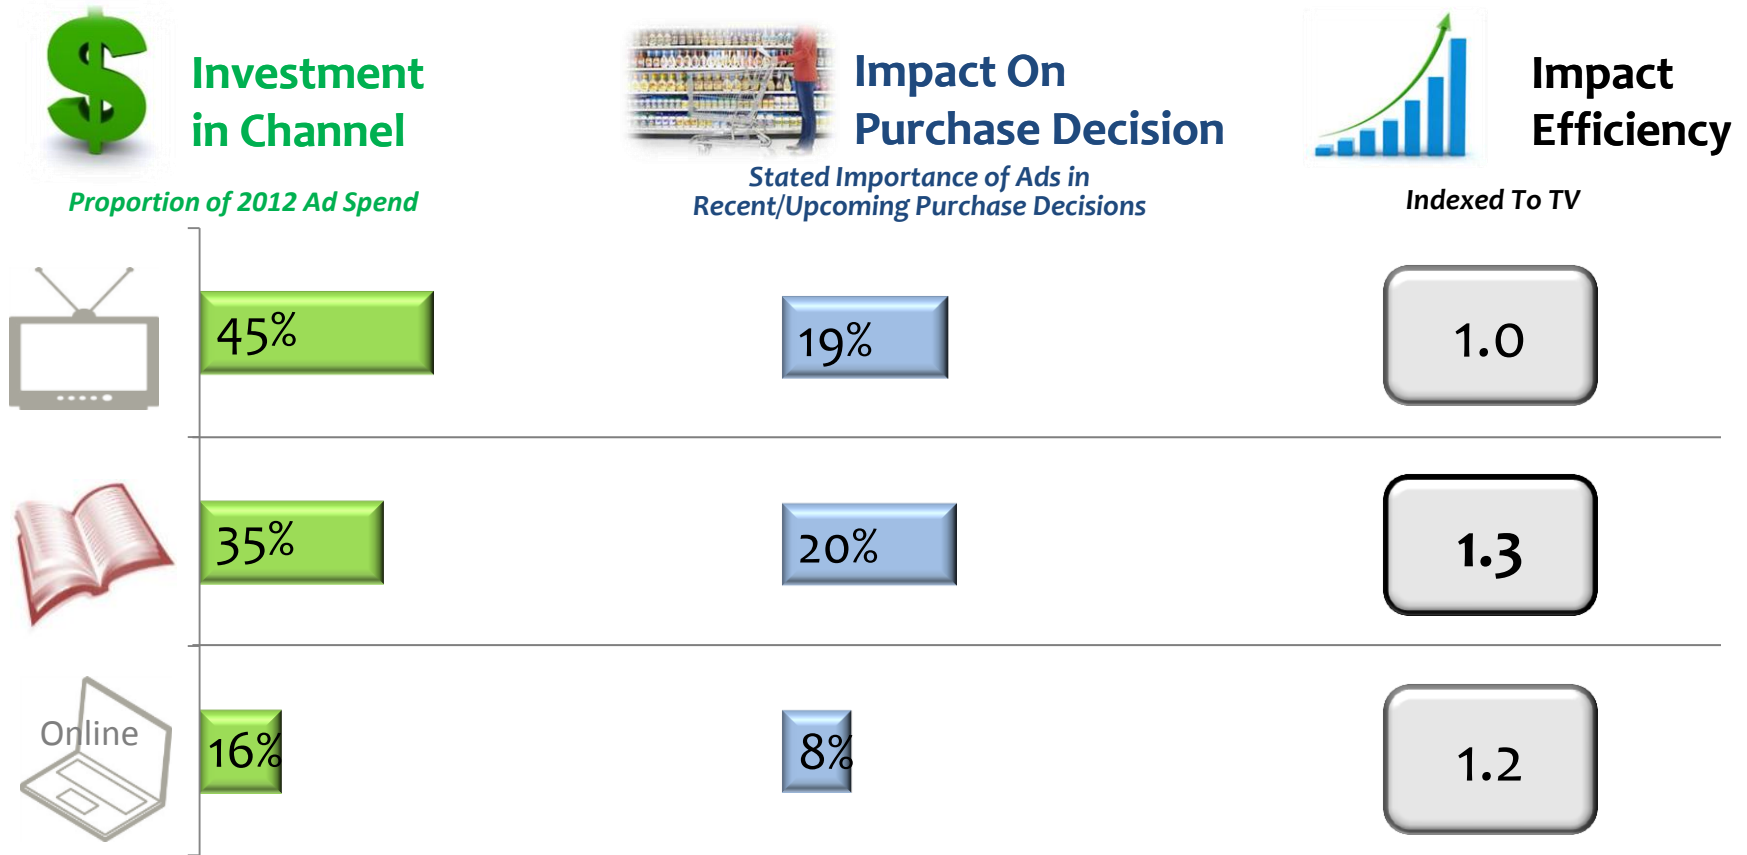 Investment
in Channel
Proportion of 2012 Ad Spend
Impact On
Purchase Decision
Stated Importance of Ads in
Recent/Upcoming Purchase Decisions
Impact
Efficiency
Indexed To TV
45%
19%
1.0
35%
20%
1.3
Online
16%
8%
1.2